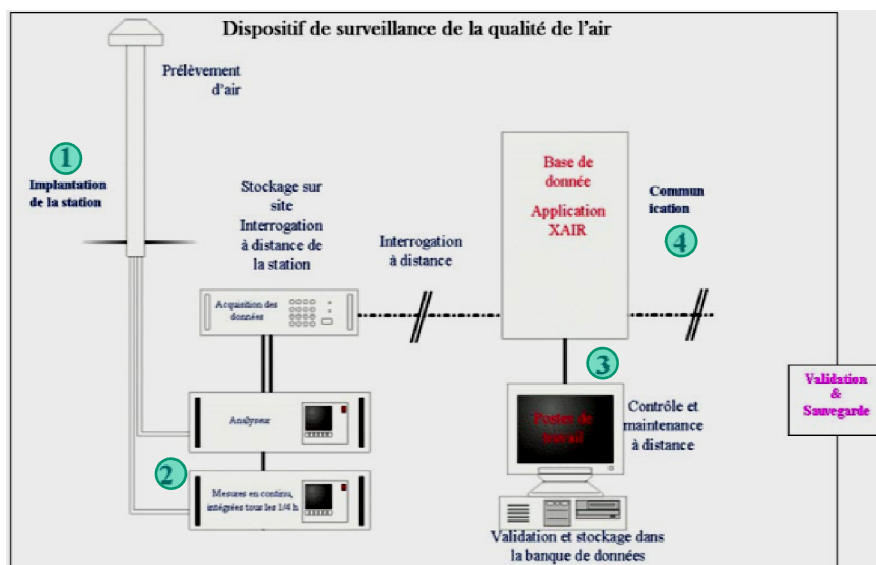 Dispositif de surveillance de la qualité de l'air
Prélèvement
d'air
1
Implantation
de la station
Stockage sur
site
Interrogation
à distance de
la station
Interrogation
à distance
Base de
donnée
Application
XAIR
Commun
ication
4
Acquisition des
données
3
Analyseur
Postes de
travail
Contrôle et
maintenance
à distance
Validation
&
Sauvegarde
2
Mesures en continu,
intégrées tous les 1/4 h
Validation et stockage dans
la banque de données